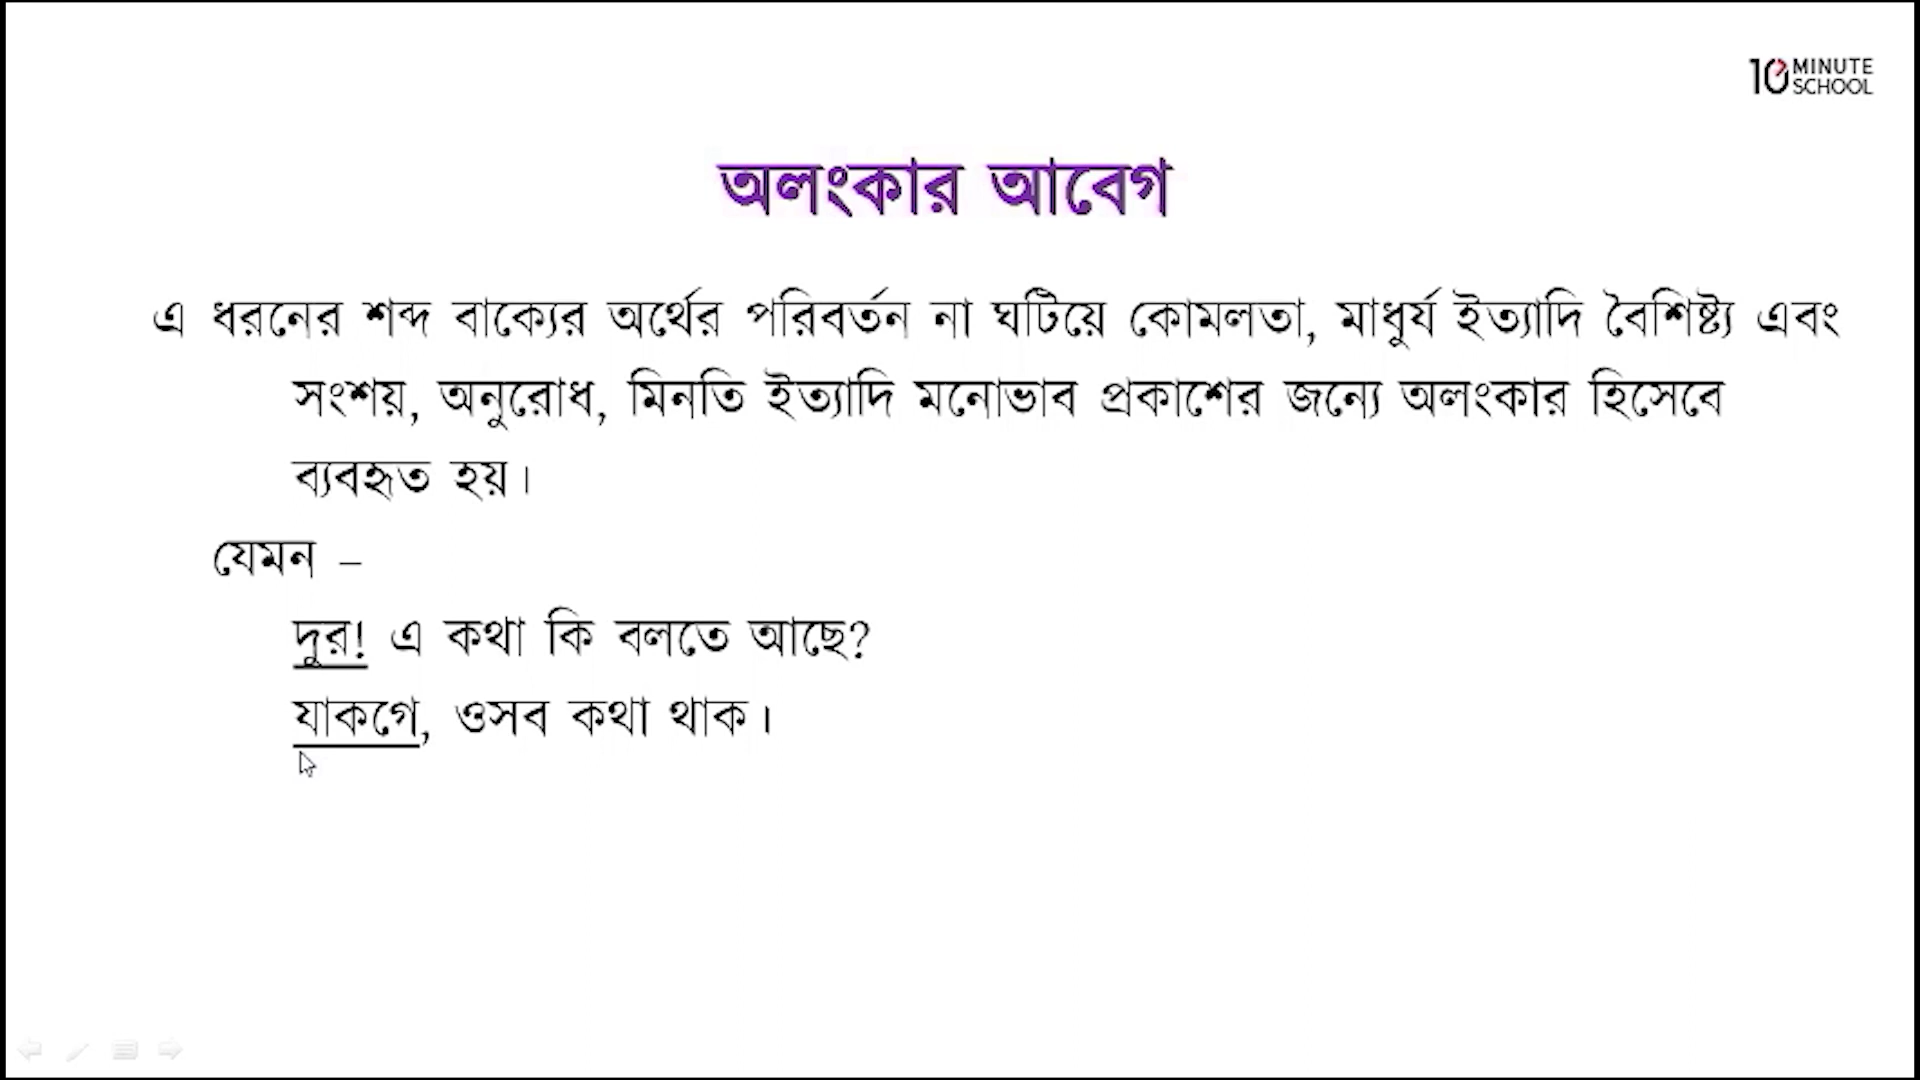 10 MINUTE
SCHOOL
অলংকার আবেগ
এ ধরনের শব্দ বাক্যের অর্থের পরিবর্তন না ঘটিয়ে কোমলতা, মাধুর্য ইত্যাদি বৈশিষ্ট্য এবং
সংশয়, অনুরোধ, মিনতি ইত্যাদি মনোভাব প্রকাশের জন্যে অলংকার হিসেবে
ব্যবহৃত হয়।
যেমন –
দুর! এ কথা কি বলতে আছে?
যাকগে, ওসব কথা থাক।